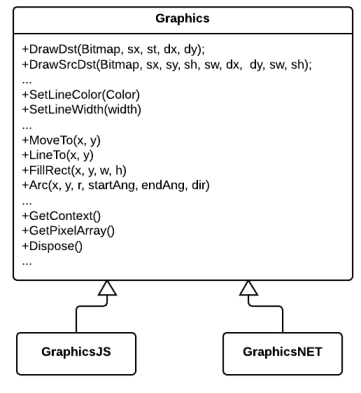 Graphics
+DrawDst(Bitmap, sx, st, dx, dy);
+DrawSrcDst(Bitmap, sx, sy, sh, sw, dx, dy, sw, sh);
...
+SetLineColor(Color)
+SetLineWidth(width)
...
+MoveTo(x, y)
+LineTo(x, y)
+FillRect(x, y, w, h)
+Arc(x, y, r, startAng, endAng, dir)
...
+GetContext()
+GetPixelArray()
+Dispose()
...
GraphicsJS
GraphicsNET